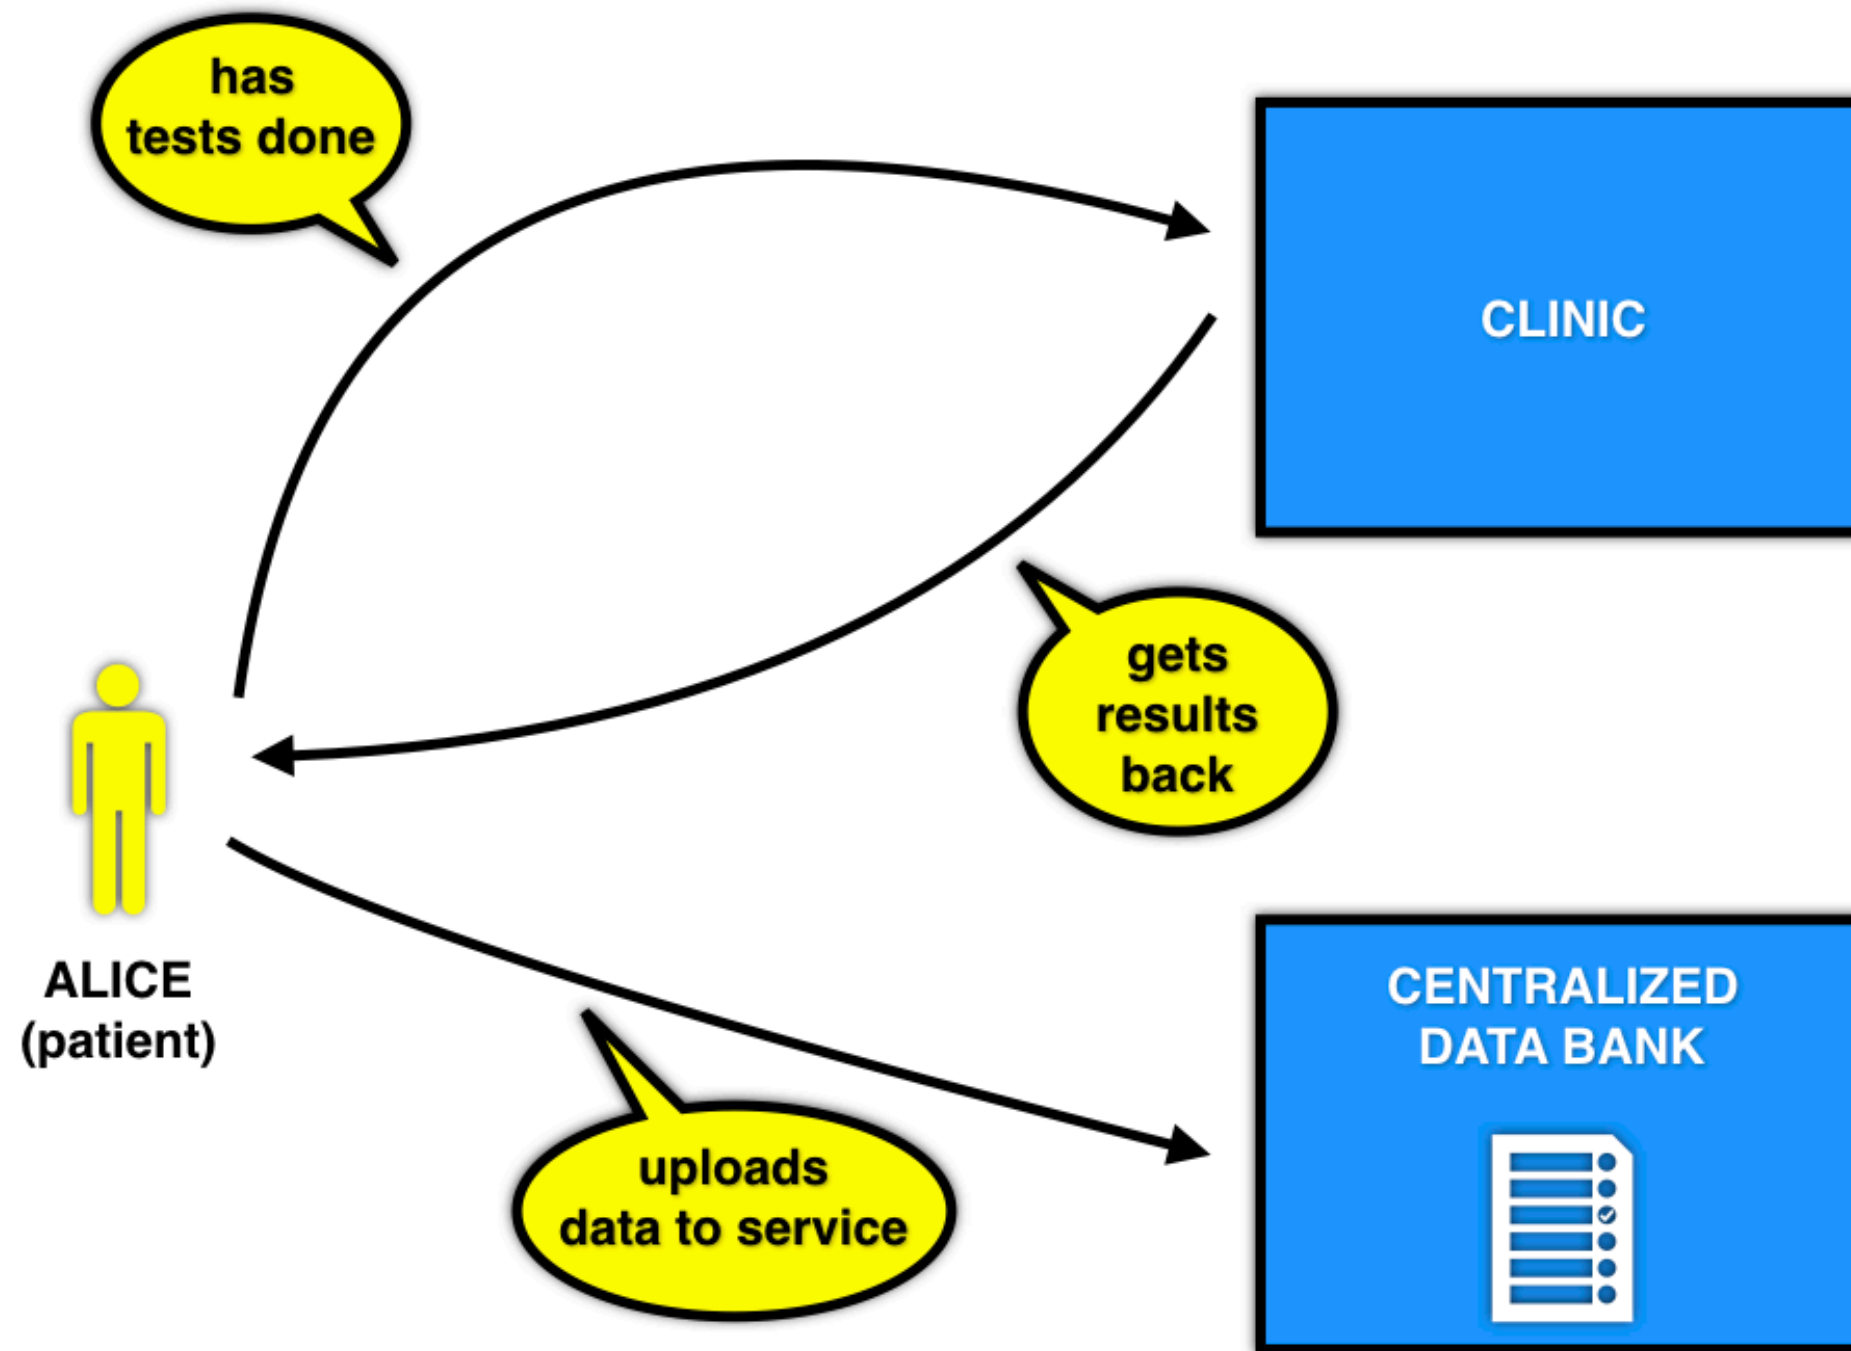 has
tests done
CLINIC
gets
results
back
ALICE
(patient)
CENTRALIZED
DATA BANK
uploads
data to service